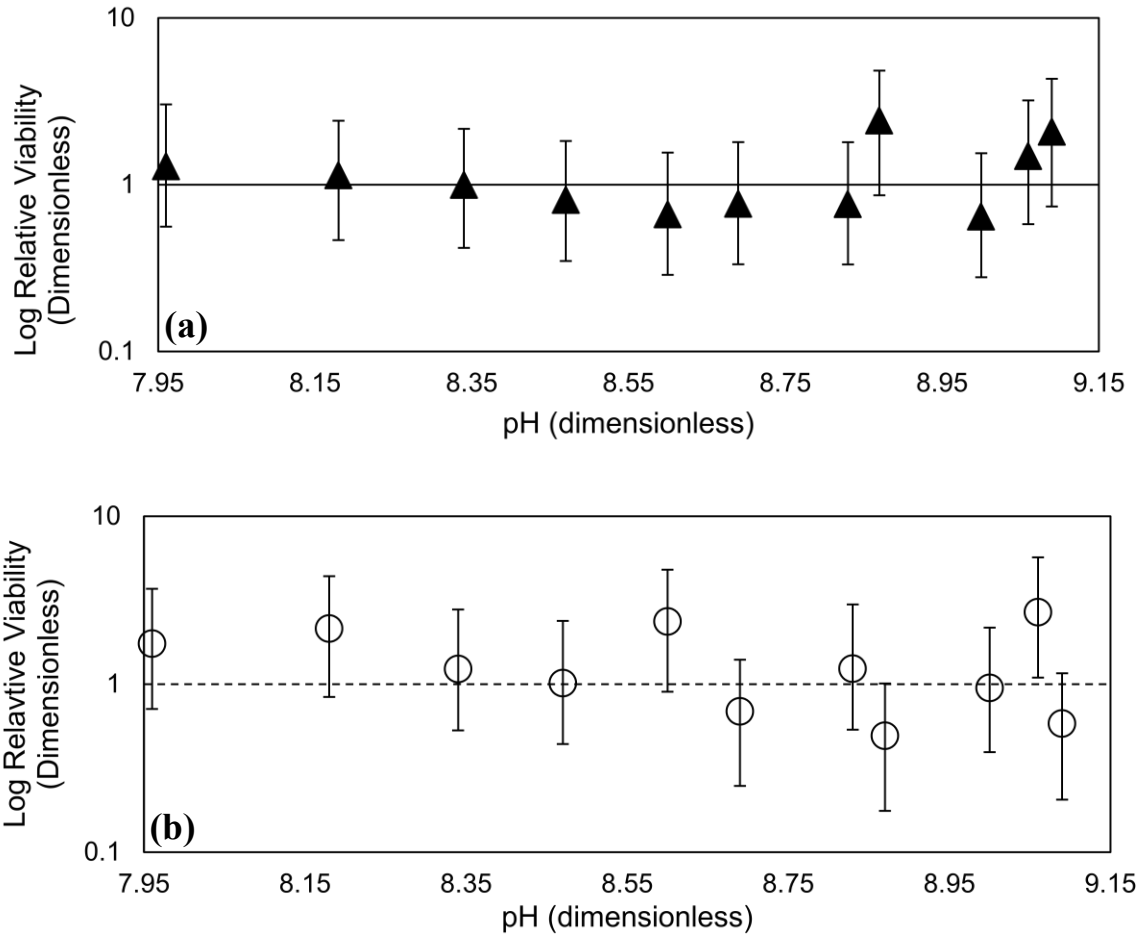 10
Log Relative Viability
(Dimensionless)
1
(a)
0.1
7.95 8.15 8.35 8.55 8.75 8.95 9.15
pH (dimensionless)
10
Log Relavtive Viability
(Dimensionless)
1
(b)
0.1
7.95 8.15 8.35 8.55 8.75 8.95 9.15
pH (dimensionless)